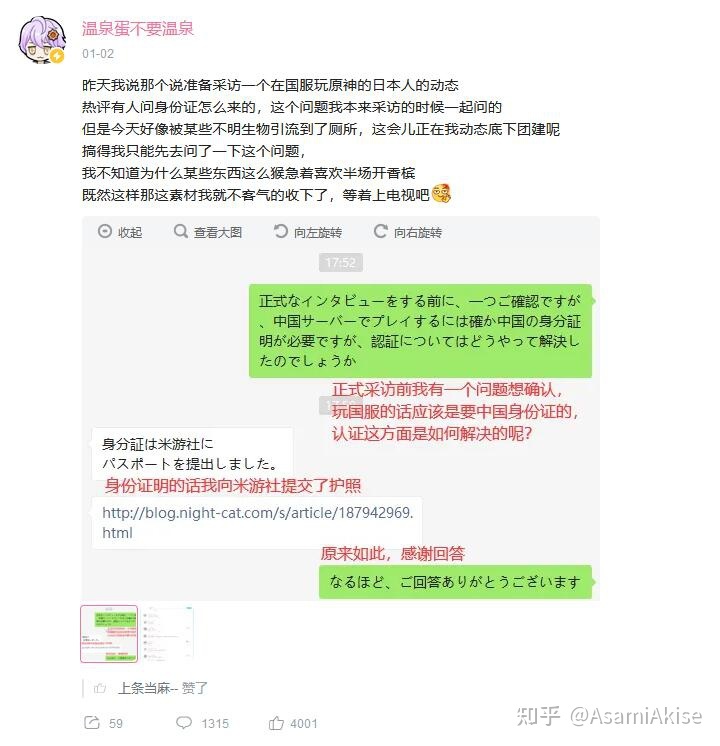 温泉蛋不要温泉
01-02
昨天我说那个说准备采访一个在国服玩原神的日本人的动态
热评有人问身份证怎么来的，这个问题我本来采访的时候一起问的
但是今天好像被某些不明生物引流到了厕所，这会儿正在我动态底下团建呢
搞得我只能先去问了一下这个问题，
我不知道为什么某些东西这么猴急着喜欢半场开香槟
既然这样那这素材我就不客气的收下了，等着上电视吧
收起 查看大图 向左旋转 向右旋转
17:52
正式なインタビューをする前に、一つご確認ですが
、中国サーバーでプレイするには確か中国の身分証
明が必要ですが、認証についてはどうやって解決し
たのでしょうか
正式采访前我有一个问题想确认，
玩国服的话应该是要中国身份证的，
认证这方面是如何解决的呢？
身分証は米游社に
パスポートを提出しました。
身份证明的话我向米游社提交了护照
http://blog.night-cat.com/s/article/187942969.
html
原来如此，感谢回答
なるほど、ご回答ありがとうございます
上条当麻-- 赞了
59 1315 4001
知乎 @AsamiAkise